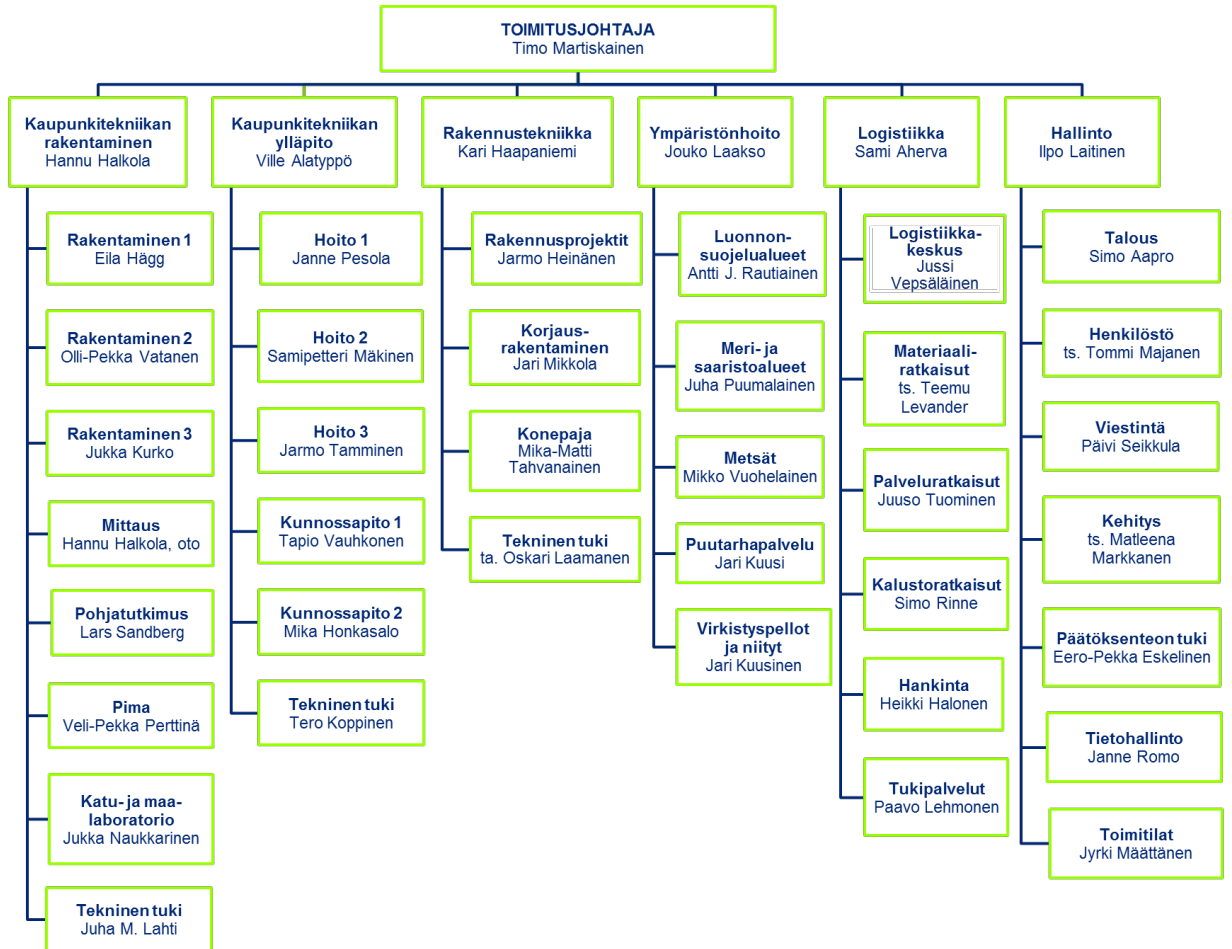 TOIMITUSJOHTAJA
Timo Martiskainen
Kaupunkitekniikan
rakentaminen
Hannu Halkola
Rakentaminen 1
Eila Hägg
Rakentaminen 2
Olli-Pekka Vatanen
Rakentaminen 3
Jukka Kurko
Mittaus
Hannu Halkola, oto
Pohjatutkimus
Lars Sandberg
Pima
Veli-Pekka Perttinä
Katu- ja maa-
laboratorio
Jukka Naukkarinen
Tekninen tuki
Juha M. Lahti
Kaupunkitekniikan
ylläpito
Ville Alatyppö
Hoito 1
Janne Pesola
Hoito 2
Samipetteri Mäkinen
Hoito 3
Jarmo Tamminen
Kunnossapito 1
Tapio Vauhkonen
Kunnossapito 2
Mika Honkasalo
Tekninen tuki
Tero Koppinen
Rakennustekniikka
Kari Haapaniemi
Rakennusprojektit
Jarmo Heinänen
Korjaus-
rakentaminen
Jari Mikkola
Konepaja
Mika-Matti
Tahvanainen
Tekninen tuki
ta. Oskari Laamanen
Ympäristönhoito
Jouko Laakso
Luonnon-
suojelualueet
Antti J. Rautiainen
Meri- ja
saaristoalueet
Juha Puumalainen
Metsät
Mikko Vuohelainen
Puutarhapalvelu
Jari Kuusi
Virkistyspellot
ja niityt
Jari Kuusinen
Logistiikka
Sami Aherva
Logistiikka-
keskus
Jussi
Vepsäläinen
Materiaali-
ratkaisut
ts. Teemu
Levander
Palveluratkaisut
Juuso Tuominen
Kalustoratkaisut
Simo Rinne
Hankinta
Heikki Halonen
Tukipalvelut
Paavo Lehmonen
Hallinto
Ilpo Laitinen
Talous
Simo Aapro
Henkilöstö
ts. Tommi Majanen
Viestintä
Päivi Seikkula
Kehitys
ts. Matleena
Markkanen
Päätöksenteon tuki
Eero-Pekka Eskelinen
Tietohallinto
Janne Romo
Toimitilat
Jyrki Määttänen